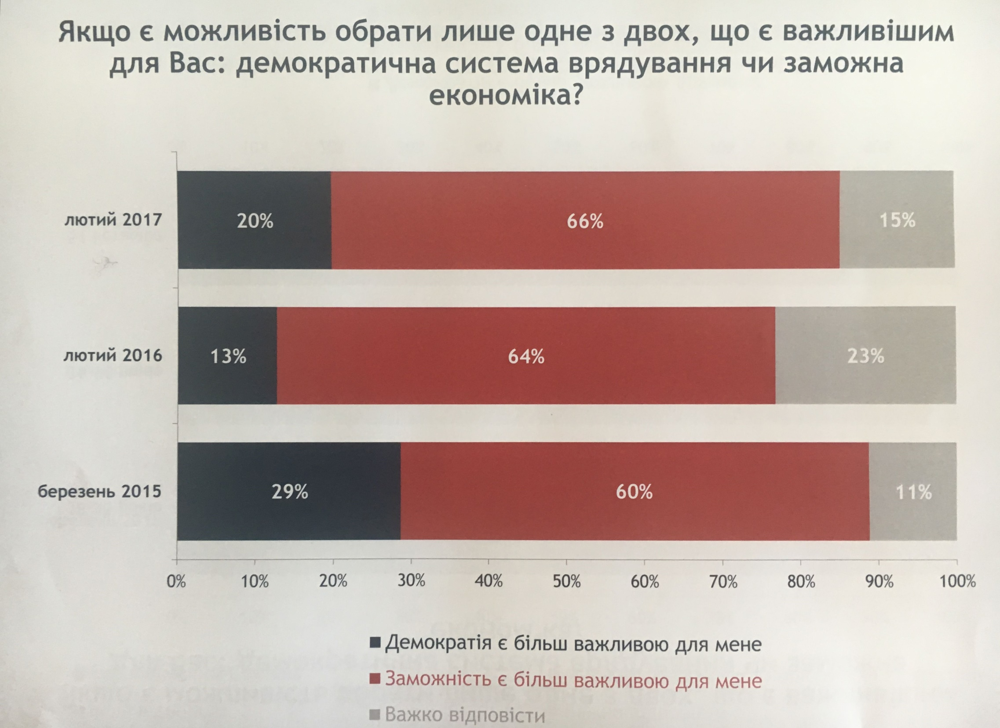 Якщо є можливість обрати лише одне з двох, що є важливішим
для Вас: демократична система врядування чи заможна
економіка?
лютий 2017
20%
66%
15%
лютий 2016
13%
64%
23%
березень 2015
29%
60%
11%
0% 10% 20% 30% 40% 50% 60% 70% 80% 90% 100%
Демократія є більш важливою для мене
Заможність є більш важливою для мене
Важко відповісти